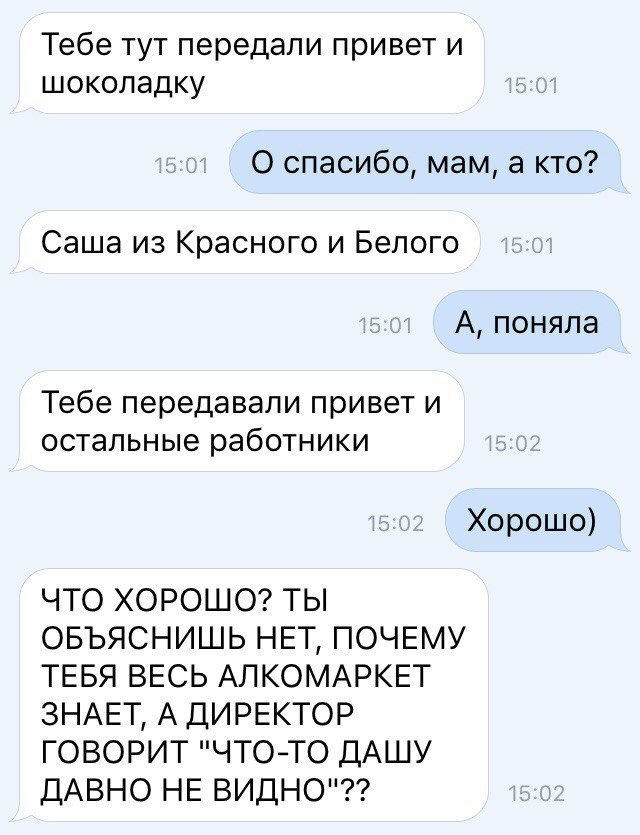 Тебе тут передали привет и
шоколадку
15:01
15:01
О спасибо, мам, а кто?
Саша из Красного и Белого
15:01
15:01
А, поняла
Тебе передавали привет и
остальные работники
15:02
15:02
Хорошо)
ЧТО ХОРОШО? ТЫ
ОБЪЯСНИШЬ НЕТ, ПОЧЕМУ
ТЕБЯ ВЕСЬ АЛКОМАРКЕТ
ЗНАЕТ, А ДИРЕКТОР
ГОВОРИТ "ЧТО-ТО ДАШУ
ДАВНО НЕ ВИДНО"??
15:02